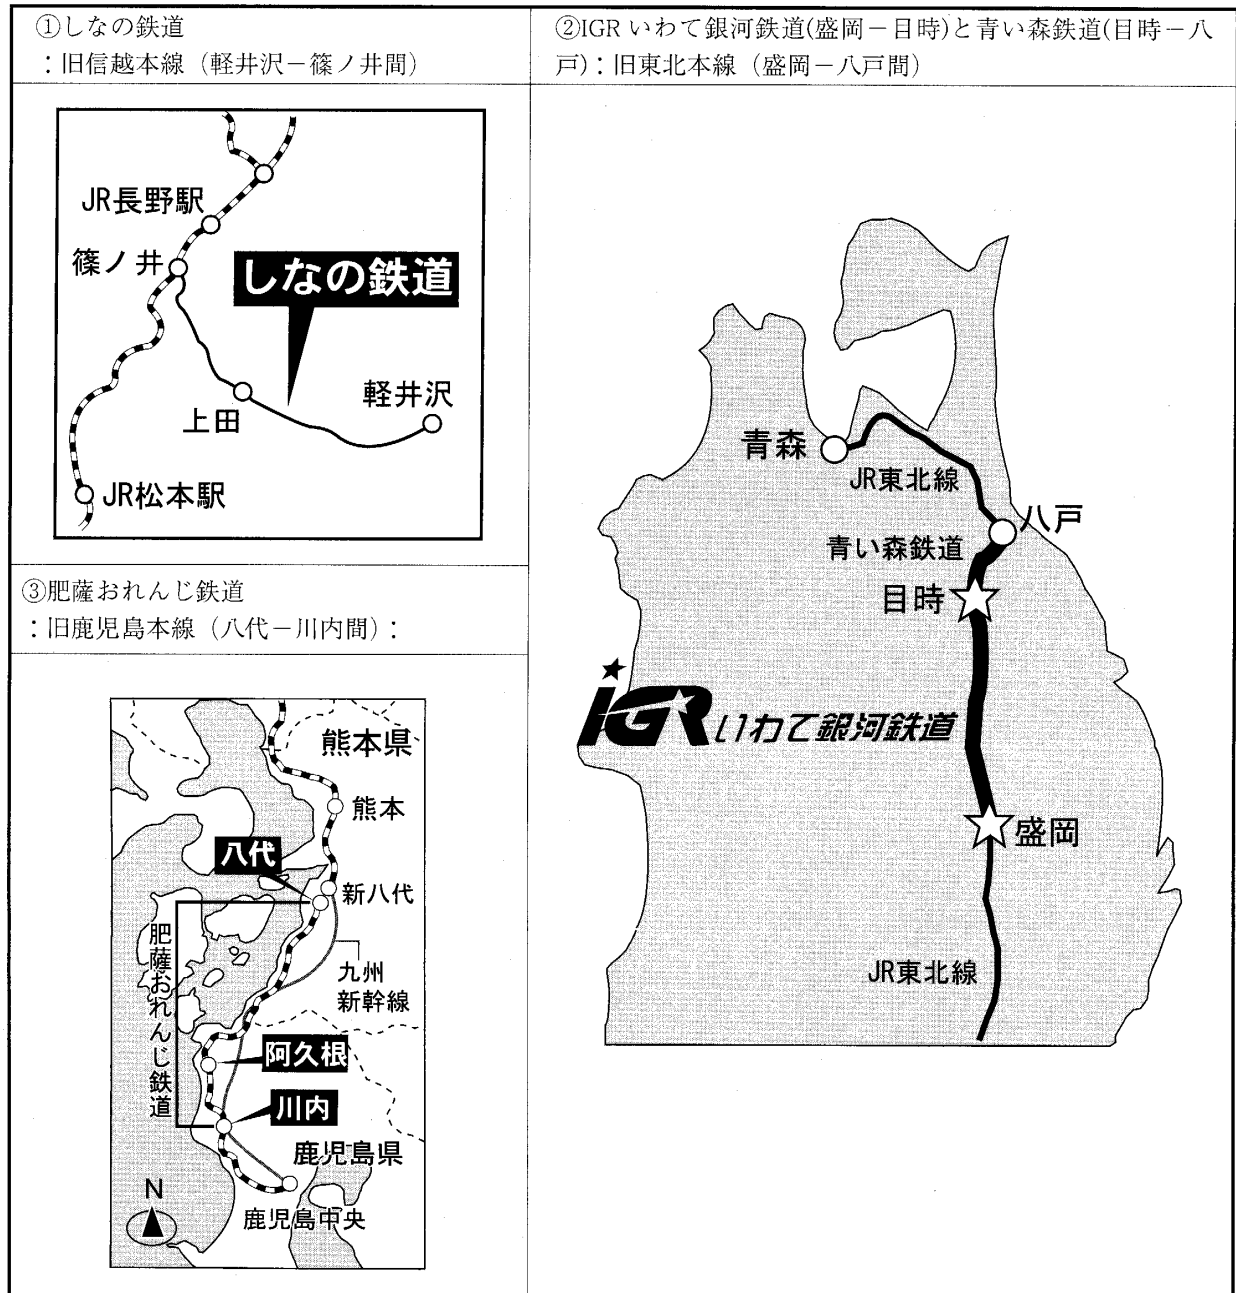 ①しなの鉄道
：旧信越本線（軽井沢－篠ノ井間）
JR長野駅
篠ノ井
しなの鉄道
軽井沢
上田
JR松本駅
②IGR いわて銀河鉄道(盛岡－目時)と青い森鉄道(目時－八
戸)：旧東北本線（盛岡－八戸間）
青森
JR東北線
八戸
青い森鉄道
目時
iGRいわて銀河鉄道
盛岡
JR東北線
③肥薩おれんじ鉄道
：旧鹿児島本線（八代－川内間）：
熊本県
熊本
八代
新八代
肥薩おれんじ鉄道
九州
新幹線
阿久根
川内
鹿児島県
N
鹿児島中央